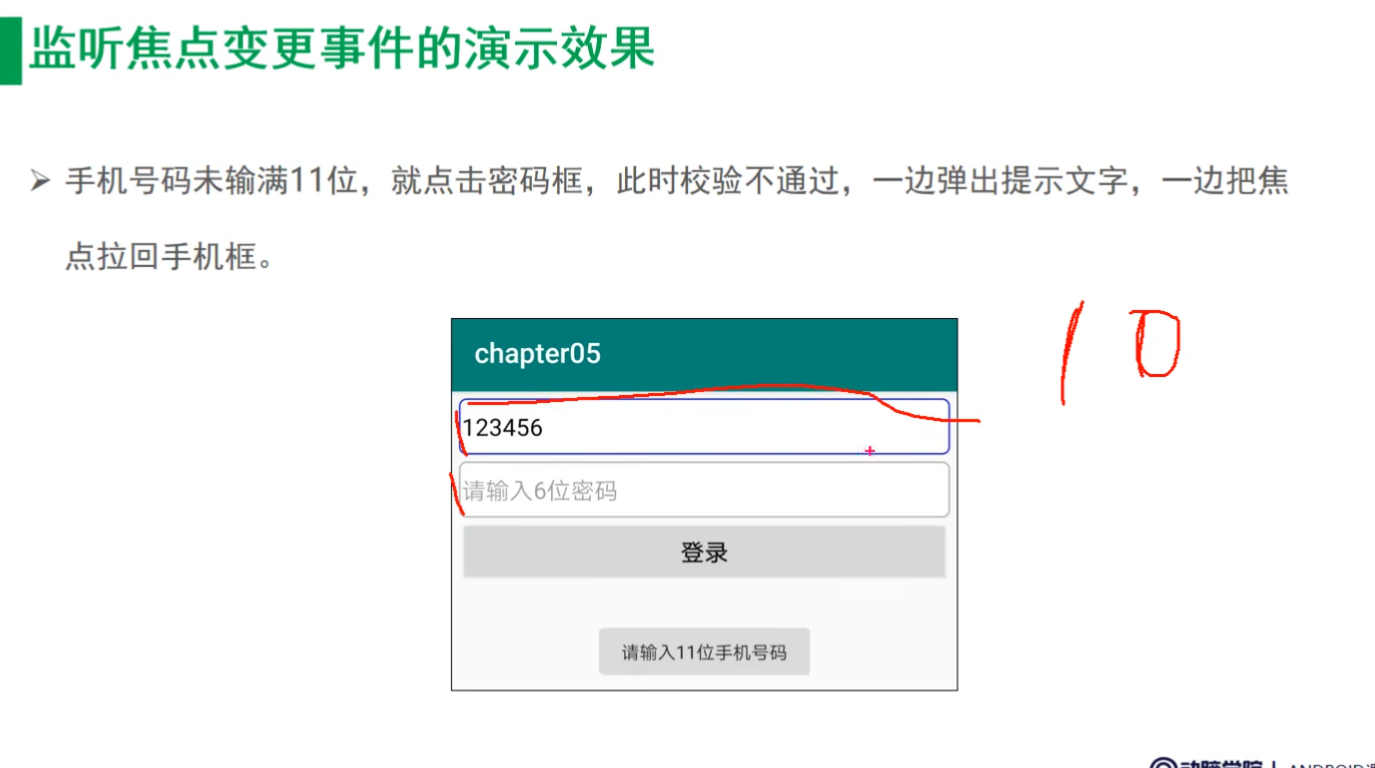 监听焦点变更事件的演示效果
➢ 手机号码未输满11位，就点击密码框，此时校验不通过，一边弹出提示文字，一边把焦
点拉回手机框。
10
chapter05
123456
请输入6位密码
登录
请输入11位手机号码